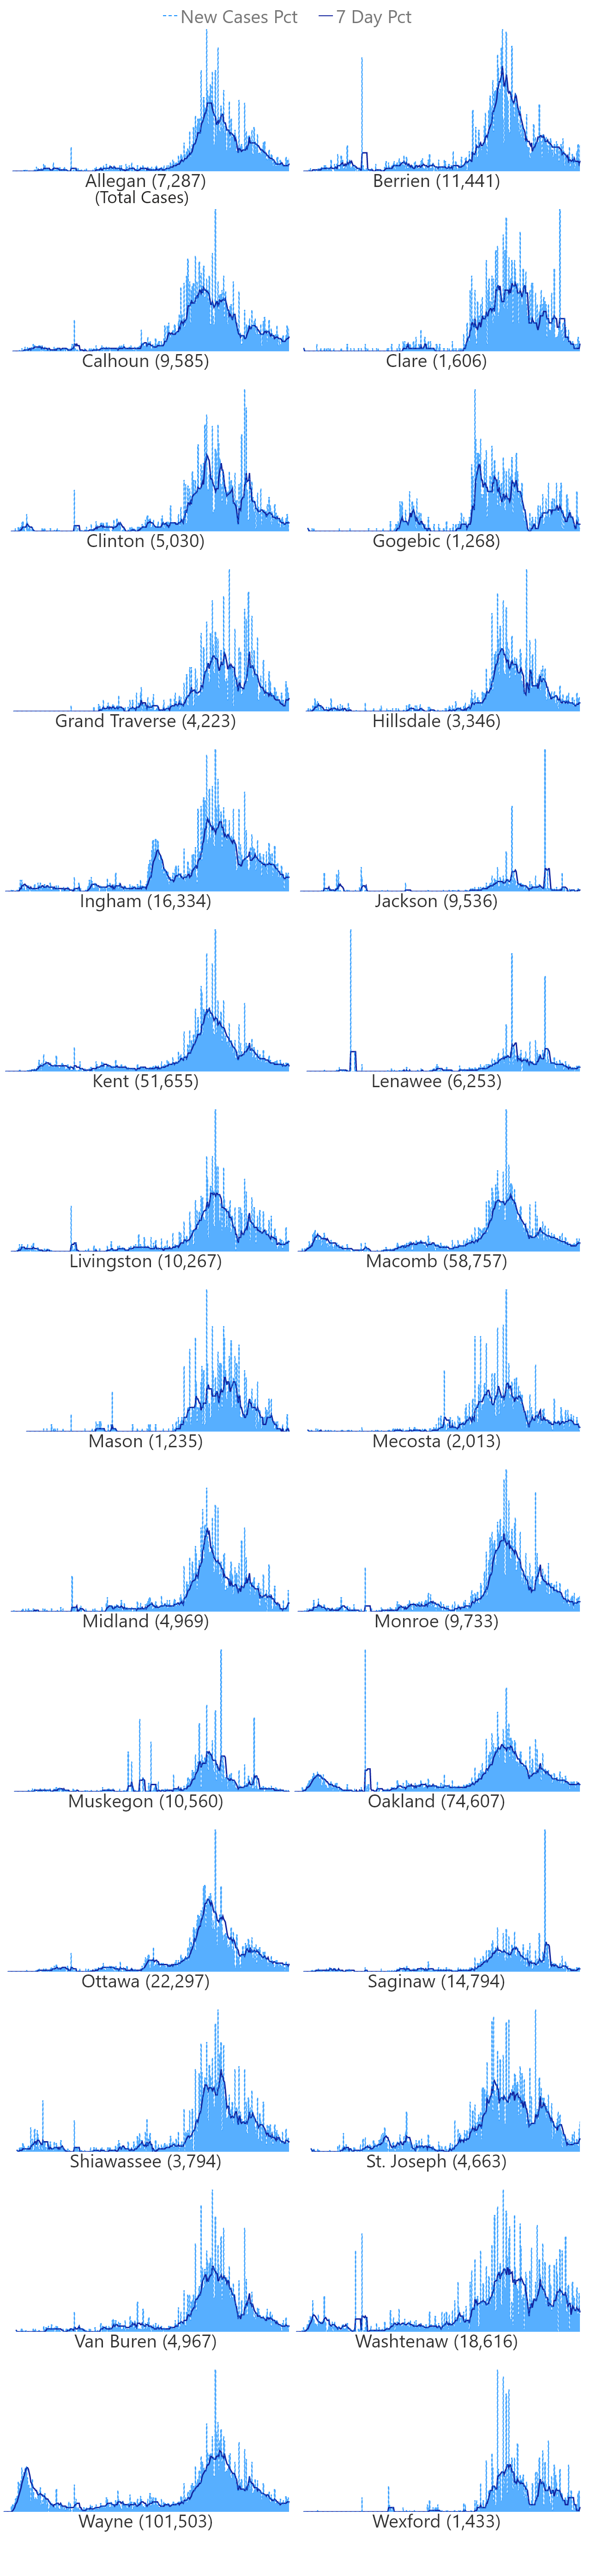 New Cases Pct 7 Day Pct
Allegan (7,287) Berrien (11,441)
(Total Cases)
Calhoun (9,585) Clare (1,606)
Clinton (5,030) Gogebic (1,268)
Grand Traverse (4,223) Hillsdale (3,346)
Ingham (16,334) Jackson (9,536)
Kent (51,655) Lenawee (6,253)
Livingston (10,267) Macomb (58,757)
Mason (1,235) Mecosta (2,013)
Midland (4,969) Monroe (9,733)
Muskegon (10,560) Oakland (74,607)
Ottawa (22,297) Saginaw (14,794)
Shiawassee (3,794) St. Joseph (4,663)
Van Buren (4,967) Washtenaw (18,616)
Wayne (101,503) Wexford (1,433)